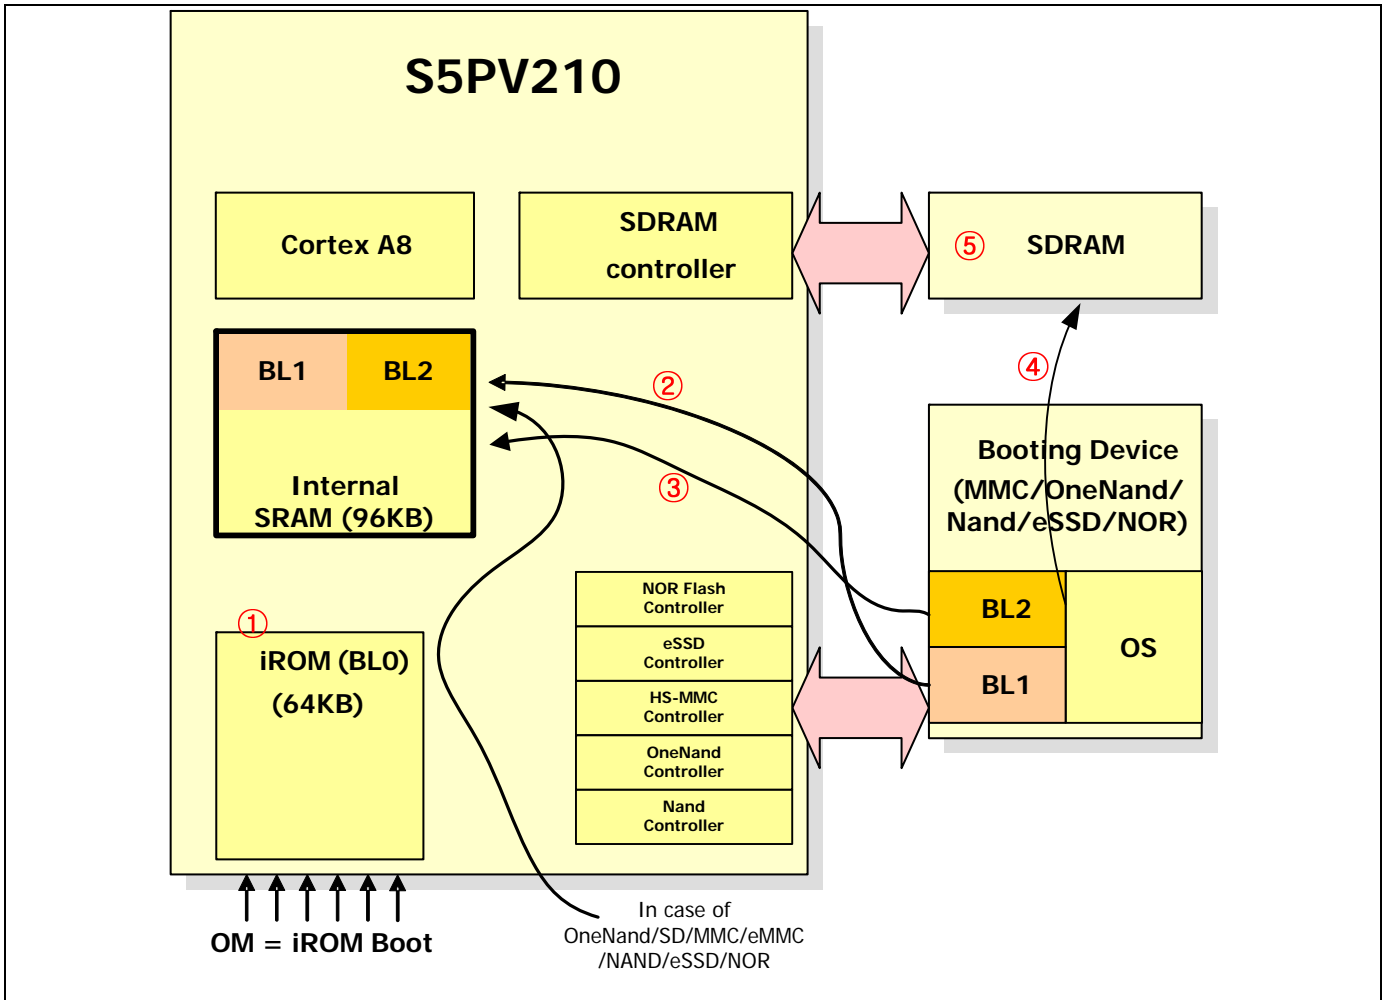 S5PV210
Cortex A8
SDRAM
controller
⑤
SDRAM
BL1
BL2
②
④
Internal
SRAM (96KB)
③
Booting Device
(MMC/OneNand/
Nand/eSSD/NOR)
NOR Flash
Controller
eSSD
Controller
HS-MMC
Controller
OneNand
Controller
Nand
Controller
BL2
BL1
OS
①
iROM (BL0)
(64KB)
OM = iROM Boot
In case of
OneNand/SD/MMC/eMMC
/NAND/eSSD/NOR